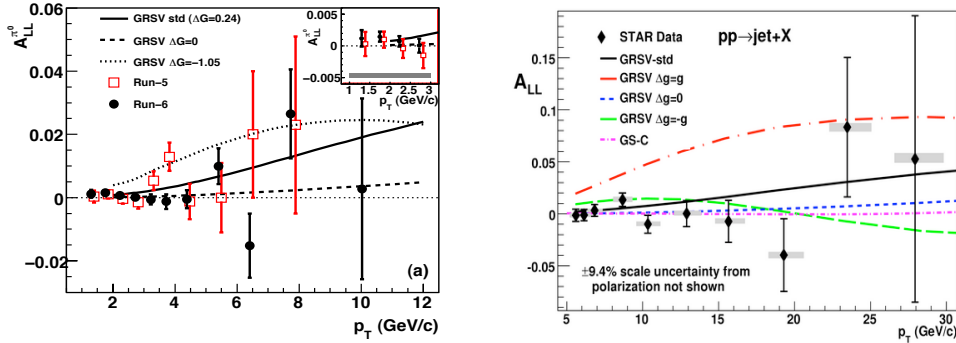 A_LL^π⁰
0.06
0.04
0.02
0
-0.02
GRSV std (ΔG=0.24)
GRSV ΔG=0
GRSV ΔG=−1.05
Run-5
Run-6
A_LL^π⁰
0.005
0.000
−0.005
1 1.5 2 2.5 3
p_T (GeV/c)
(a)
2 4 6 8 10 12
p_T (GeV/c)
A_LL
0.15
0.10
0.05
0
-0.05
STAR Data
GRSV-std
GRSV Δg=g
GRSV Δg=0
GRSV Δg=-g
GS-C
pp→jet+X
±9.4% scale uncertainty from
polarization not shown
5 10 15 20 25 30
p_T (GeV/c)